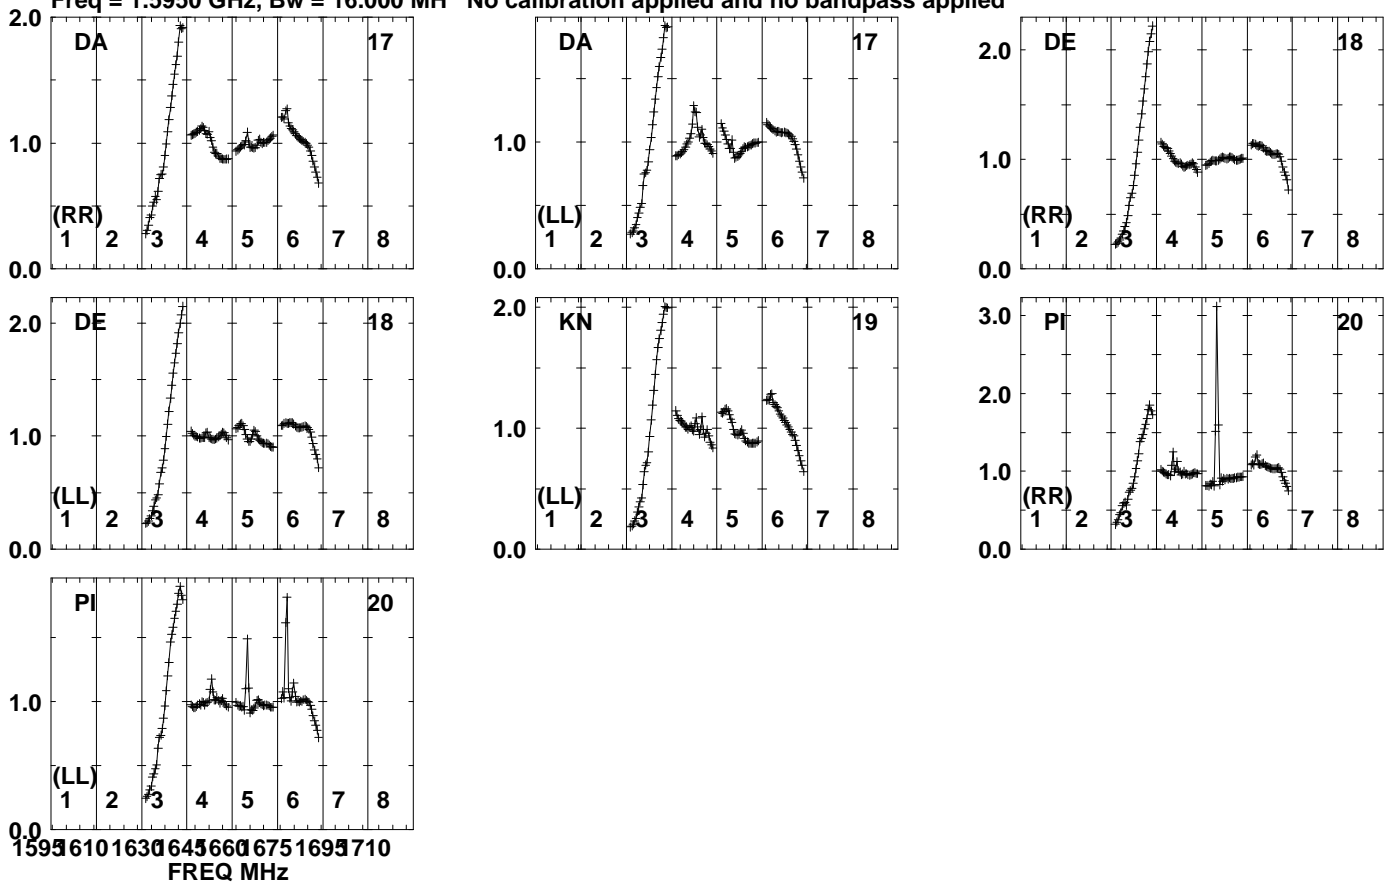 Freq = 1.5950 GHz, Bw = 16.000 MH No calibration applied and no bandpass applied
2.0 DA 17 DA 17 DE 18
2.0
1.0 1.0 1.0
(RR) (LL) (RR)
1 2 3 4 5 6 7 8 1 2 3 4 5 6 7 8 1 2 3 4 5 6 7 8
0.0 0.0 0.0
DE 18 KN 19 PI 20
2.0 2.0 3.0
2.0
1.0 1.0 1.0
(LL) (LL) (RR)
1 2 3 4 5 6 7 8 1 2 3 4 5 6 7 8 1 2 3 4 5 6 7 8
0.0 0.0 0.0
PI 20
1.0
(LL)
1 2 3 4 5 6 7 8
0.0
1595 1610 1630 1645 1660 1675 1695 1710
FREQ MHz